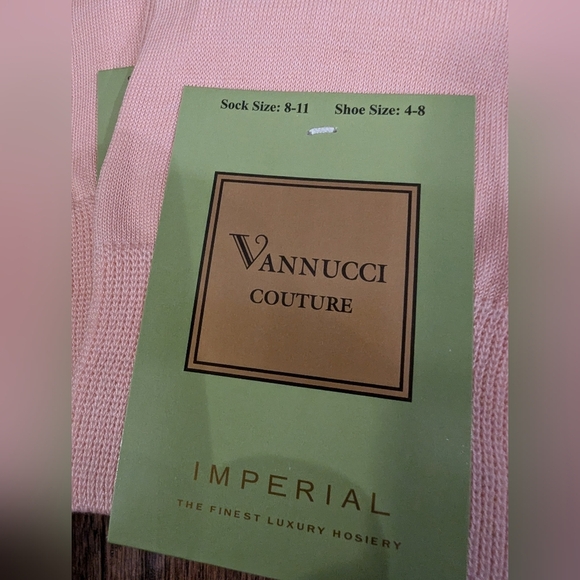 Sock Size: 8-11 Shoe Size: 4-8
VANNUCCI
COUTURE
IMPERIAL
THE FINEST LUXURY HOSIERY